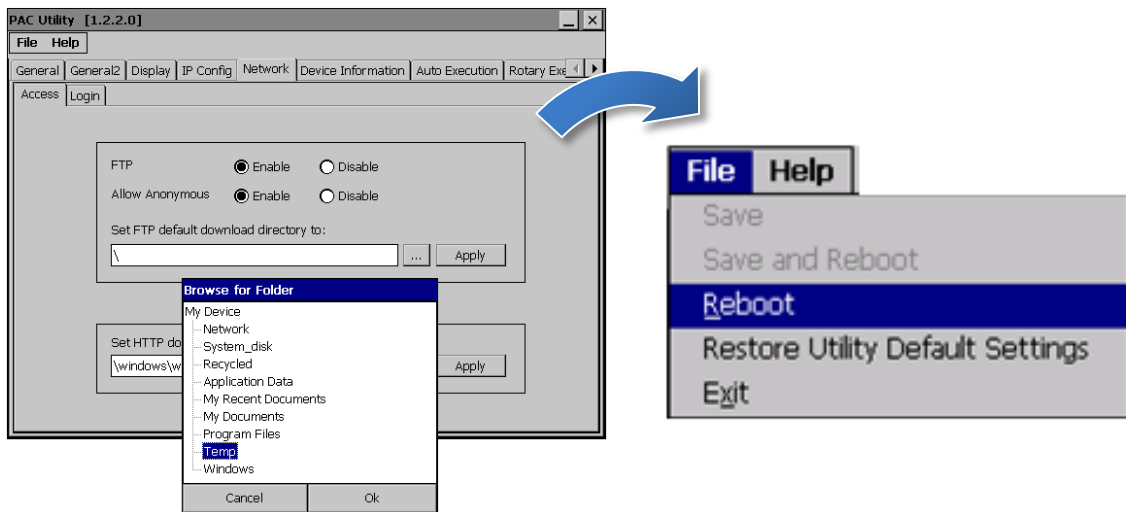 PAC Utility [1.2.2.0]
File Help
General General2 Display IP Config Network Device Information Auto Execution Rotary Exe
Access Login
FTP Enable Disable
Allow Anonymous Enable Disable
Set FTP default download directory to:
\ ... Apply
Browse for Folder
My Device
Network
System_disk
Recycled
Application Data
My Recent Documents
My Documents
Program Files
Temp
Windows
Cancel Ok
Set HTTP do
\windows\w Apply
File Help
Save
Save and Reboot
Reboot
Restore Utility Default Settings
Exit